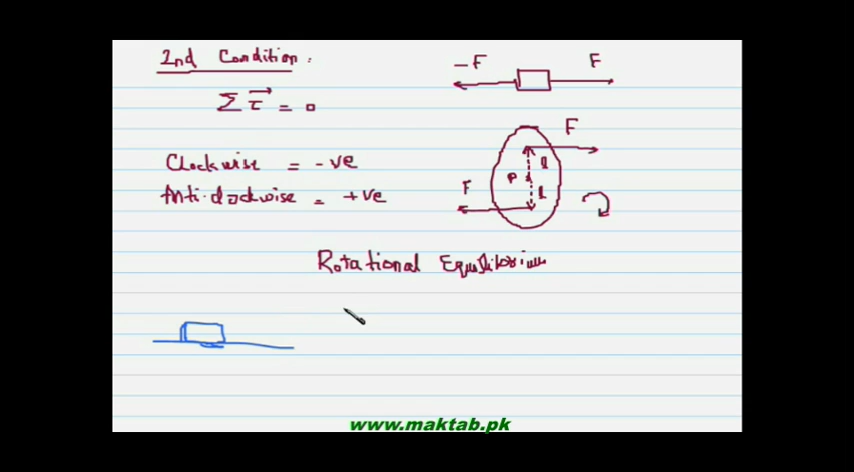 2nd Condition :
-F F
Σ τ = 0
F
Clockwise = -ve
l
P
F
Anti-clockwise = +ve
l
Rotational Equilibrium
www.maktab.pk